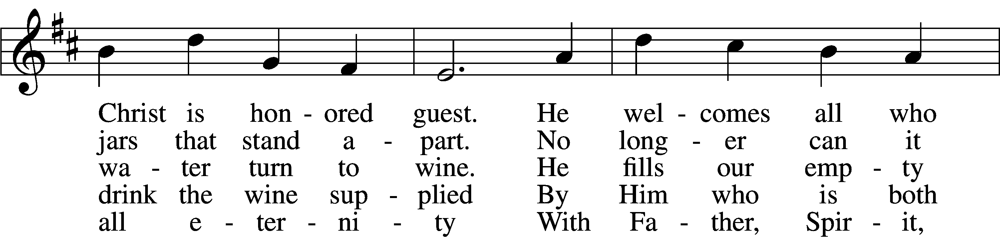 Christ is hon - ored guest. He wel - comes all who
jars that stand a - part. No long - er can it
wa - ter turn to wine. He fills our emp - ty
drink the wine sup - plied By Him who is both
all e - ter - ni - ty With Fa - ther, Spir - it,